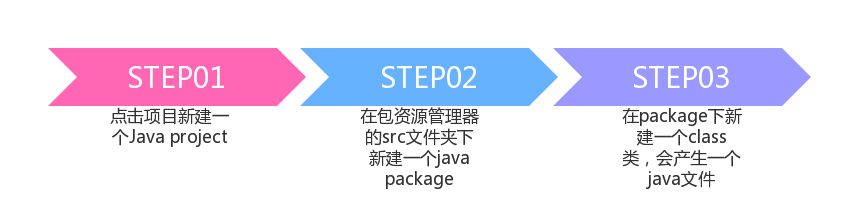 STEP01
点击项目新建一
个Java project
STEP02
在包资源管理器
的src文件夹下
新建一个java
package
STEP03
在package下新
建一个class
类，会产生一个
java文件